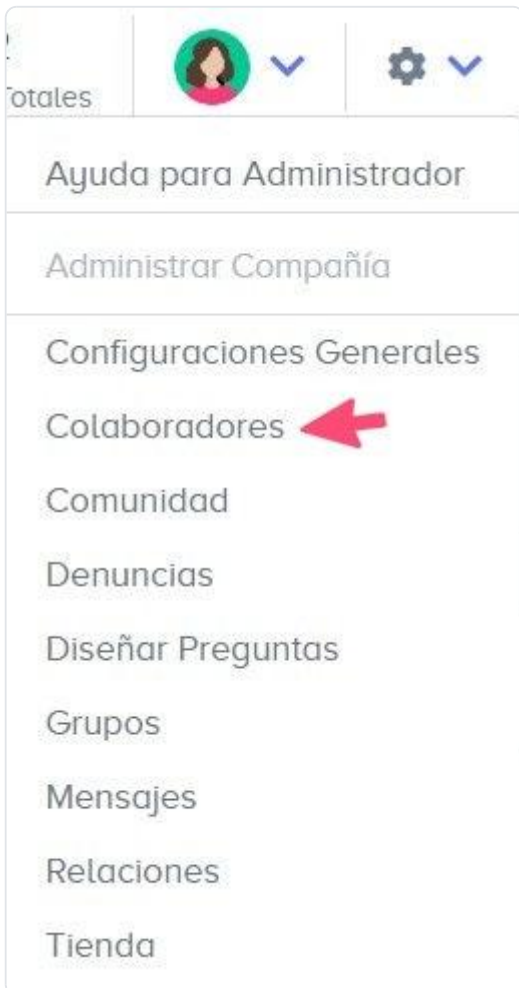 Totales
Ayuda para Administrador
Administrar Compañía
Configuraciones Generales
Colaboradores
Comunidad
Denuncias
Diseñar Preguntas
Grupos
Mensajes
Relaciones
Tienda